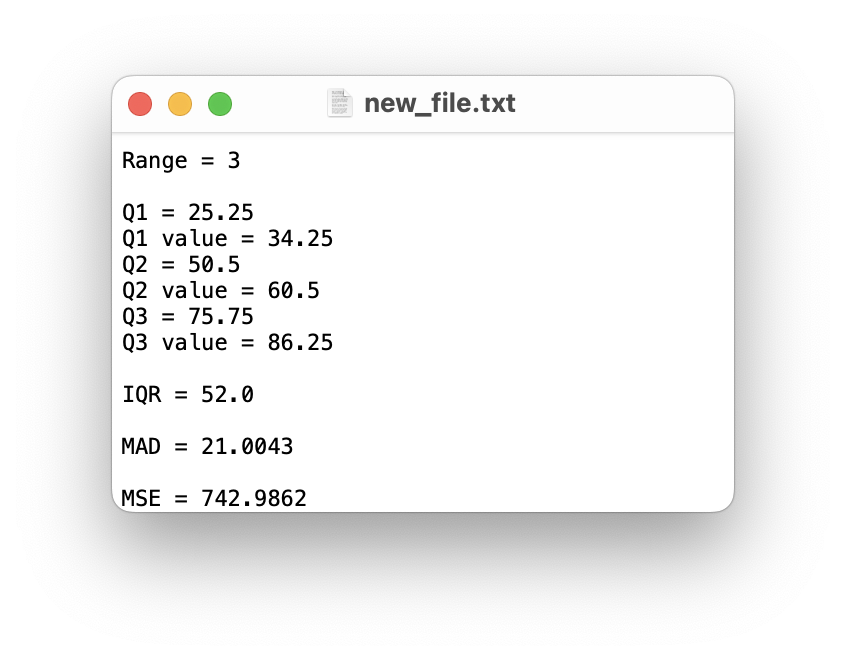 new_file.txt
Range = 3
Q1 = 25.25
Q1 value = 34.25
Q2 = 50.5
Q2 value = 60.5
Q3 = 75.75
Q3 value = 86.25
IQR = 52.0
MAD = 21.0043
MSE = 742.9862